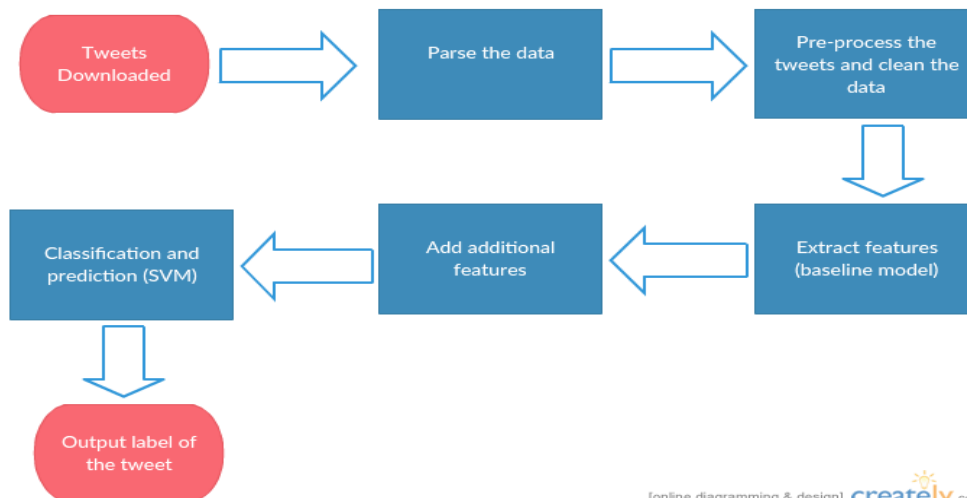 Tweets
Downloaded
Parse the data
Pre-process the
tweets and clean the
data
Extract features
(baseline model)
Add additional
features
Classification and
prediction (SVM)
Output label of
the tweet
[online diagramming & design] creately